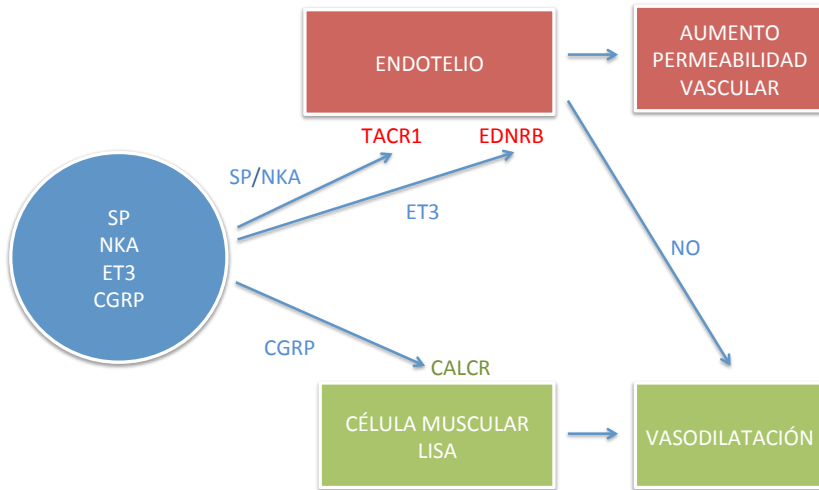 ENDOTELIO
AUMENTO
PERMEABILIDAD
VASCULAR
TACR1
EDNRB
SP/NKA
ET3
SP
NKA
ET3
CGRP
NO
CGRP
CALCR
CÉLULA MUSCULAR
LISA
VASODILATACIÓN